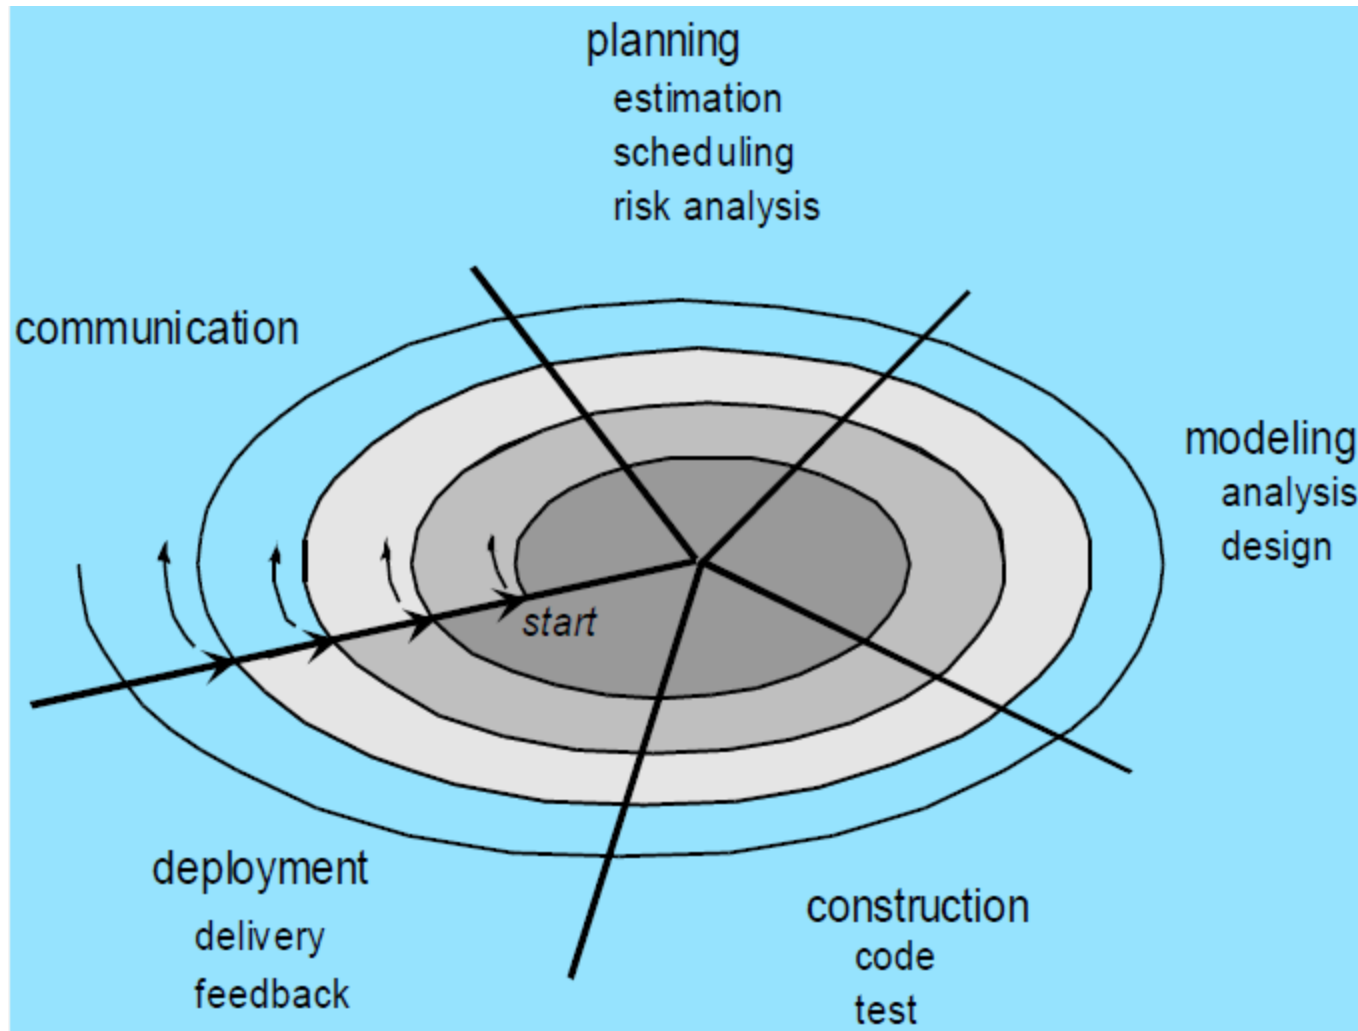 planning
estimation
scheduling
risk analysis
communication
modeling
analysis
design
start
deployment
delivery
feedback
construction
code
test